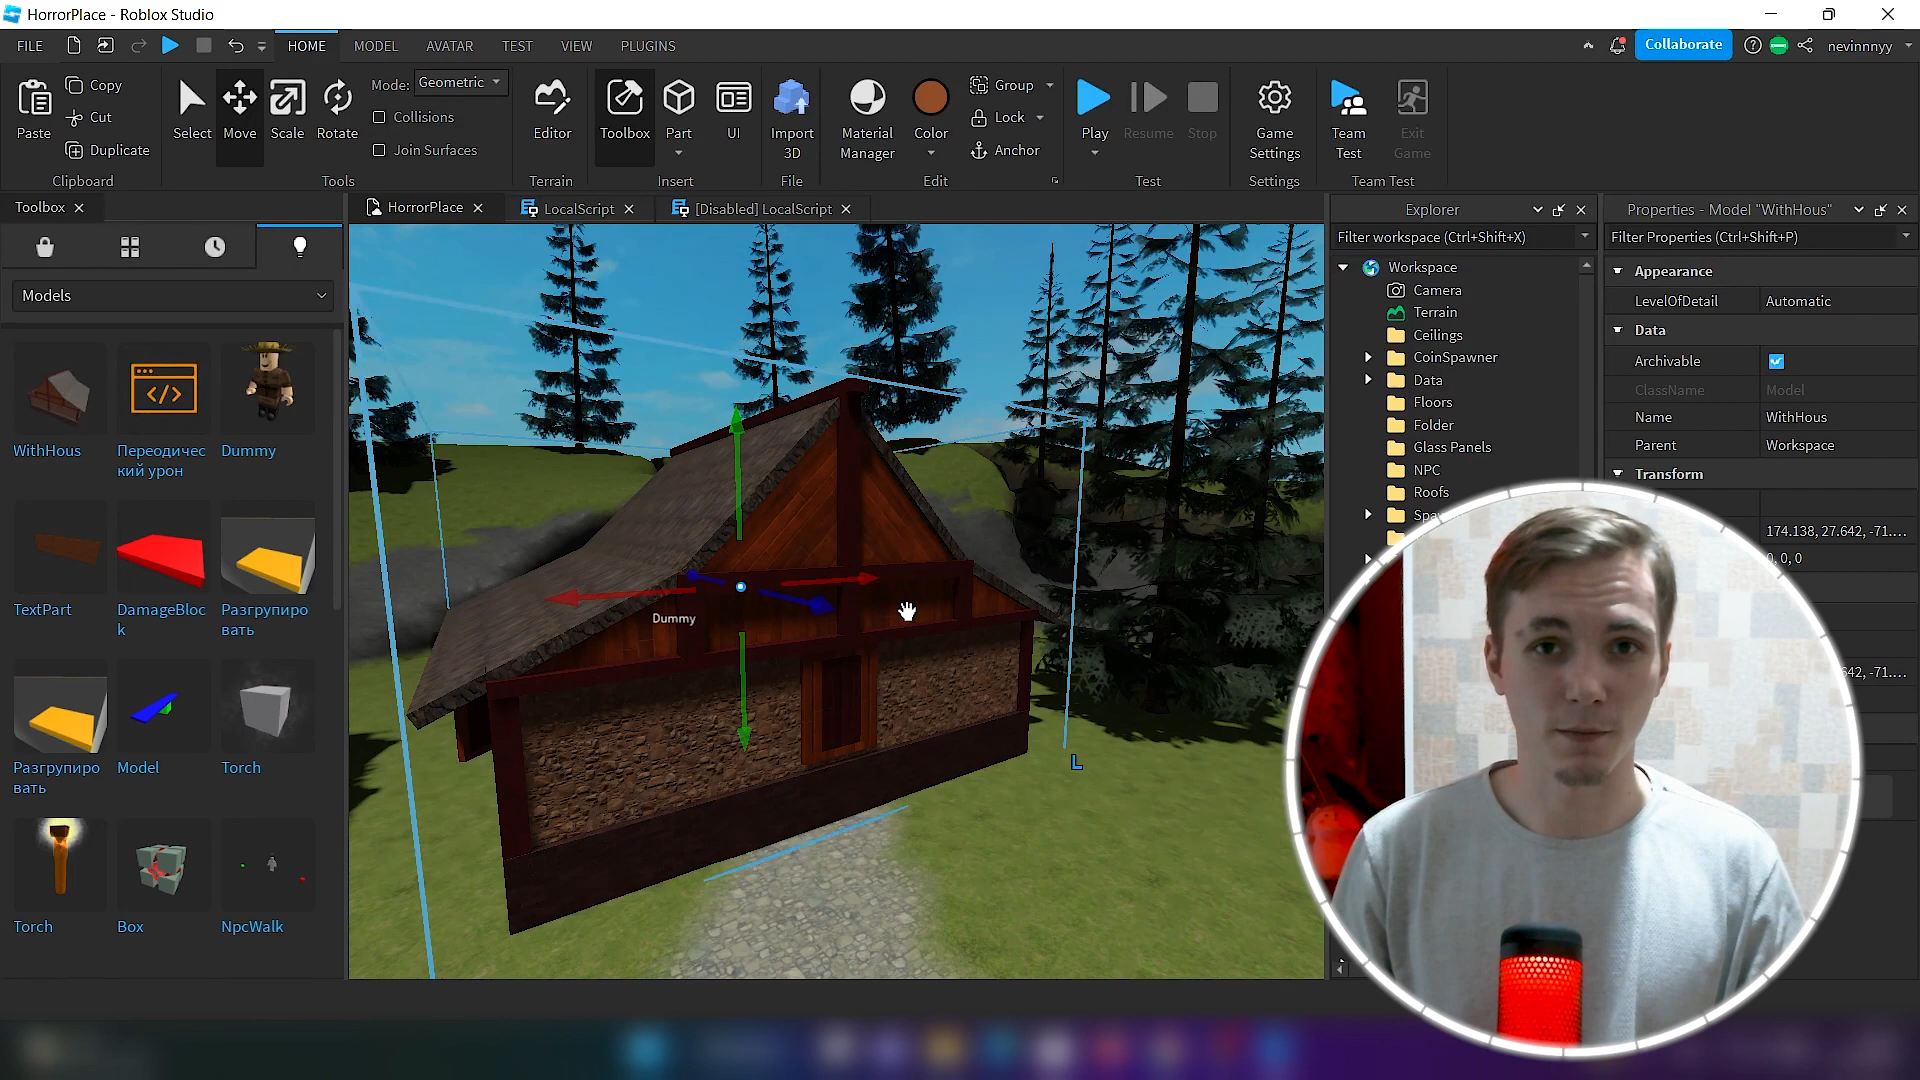 HorrorPlace - Roblox Studio
FILE
HOME
MODEL
AVATAR
TEST
VIEW
PLUGINS
Collaborate
nevinnnyy
Paste
Copy
Cut
Duplicate
Clipboard
Select
Move
Scale
Rotate
Mode: Geometric
Collisions
Join Surfaces
Tools
Editor
Terrain
Toolbox
Part
UI
Insert
Import
3D
File
Material
Manager
Color
Group
Lock
Anchor
Edit
Play
Resume
Stop
Test
Game
Settings
Settings
Team
Test
Exit
Game
Team Test
Toolbox
HorrorPlace
LocalScript
[Disabled] LocalScript
Models
WithHous
Переодичес
кий урон
Dummy
TextPart
DamageBloc
k
Разгрупиро
вать
Разгрупиро
вать
Model
Torch
Torch
Box
NpcWalk
Dummy
L
Explorer
Filter workspace (Ctrl+Shift+X)
Workspace
Camera
Terrain
Ceilings
CoinSpawner
Data
Floors
Folder
Glass Panels
NPC
Roofs
Properties - Model "WithHous"
Filter Properties (Ctrl+Shift+P)
Appearance
LevelOfDetail Automatic
Data
Archivable
ClassName Model
Name WithHous
Parent Workspace
Transform
174.138, 27.642, -71....
0, 0, 0